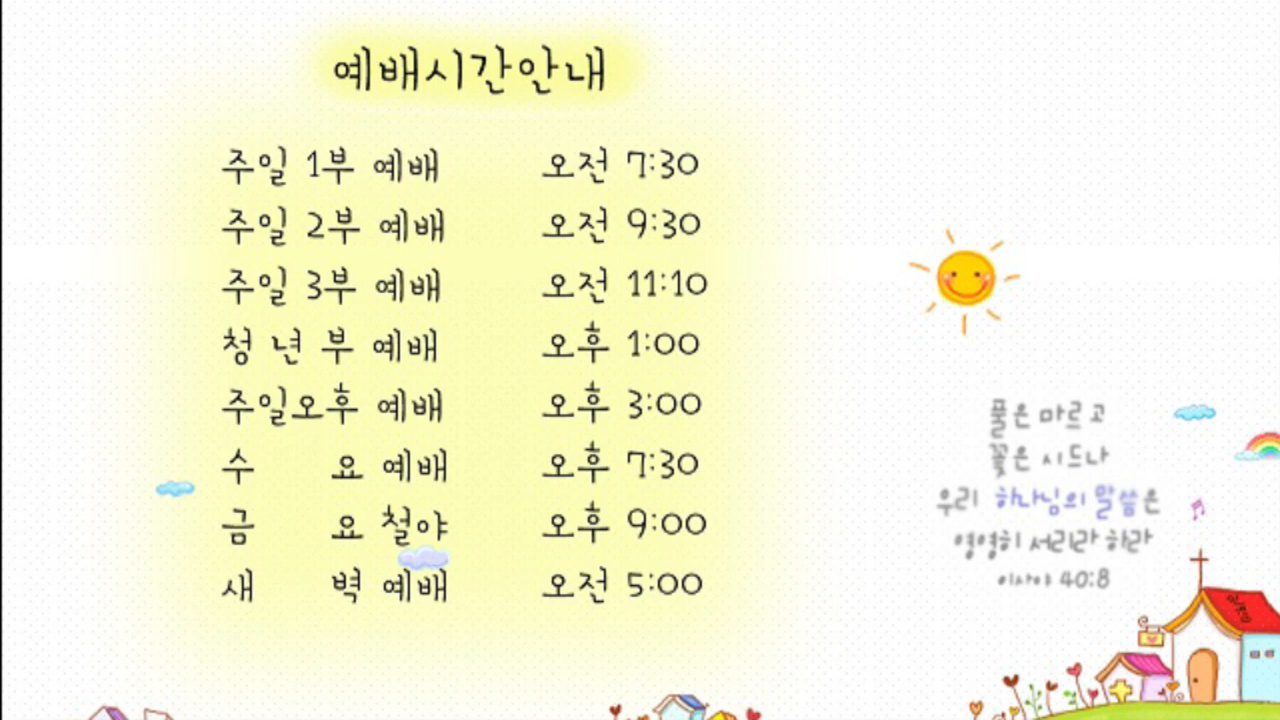 예배시간안내
주일 1부 예배 오전 7:30
주일 2부 예배 오전 9:30
주일 3부 예배 오전 11:10
청 년 부 예배 오후 1:00
주일오후 예배 오후 3:00
수 요 예배 오후 7:30
금 요 철야 오후 9:00
새 벽 예배 오전 5:00
풀은 마르고
꽃은 시드나
우리 하나님의 말씀은
영영히 서리라 하라
이사야 40:8